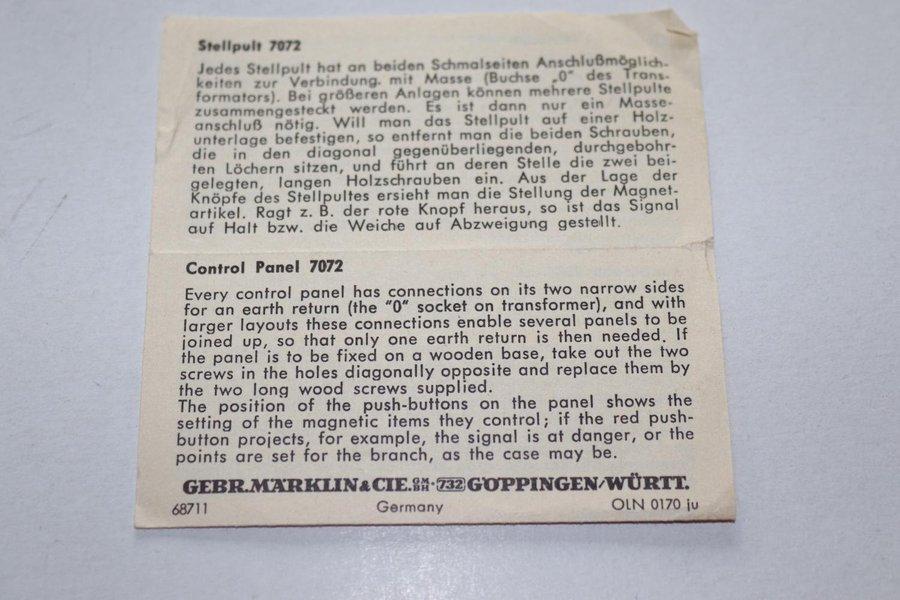 Stellpult 7072
Jedes Stellpult hat an beiden Schmalseiten Anschlußmöglich-
keiten zur Verbindung mit Masse (Buchse „0" des Trans-
formators). Bei größeren Anlagen können mehrere Stellpulte
zusammengesteckt werden. Es ist dann nur ein Masse-
anschluß nötig. Will man das Stellpult auf einer Holz-
unterlage befestigen, so entfernt man die beiden Schrauben,
die in den diagonal gegenüberliegenden, durchgebohr-
ten Löchern sitzen, und führt an deren Stelle die zwei bei-
gelegten, langen Holzschrauben ein. Aus der Lage der
Knöpfe des Stellpultes ersieht man die Stellung der Magnet-
artikel. Ragt z. B. der rote Knopf heraus, so ist das Signal
auf Halt bzw. die Weiche auf Abzweigung gestellt.
Control Panel 7072
Every control panel has connections on its two narrow sides
for an earth return (the "0" socket on transformer), and with
larger layouts these connections enable several panels to be
joined up, so that only one earth return is then needed. If
the panel is to be fixed on a wooden base, take out the two
screws in the holes diagonally opposite and replace them by
the two long wood screws supplied.
The position of the push-buttons on the panel shows the
setting of the magnetic items they control; if the red push-
button projects, for example, the signal is at danger, or the
points are set for the branch, as the case may be.
GEBR. MÄRKLIN & CIE. GMBH · 732 GÖPPINGEN/WÜRTT.
68711 Germany OLN 0170 ju